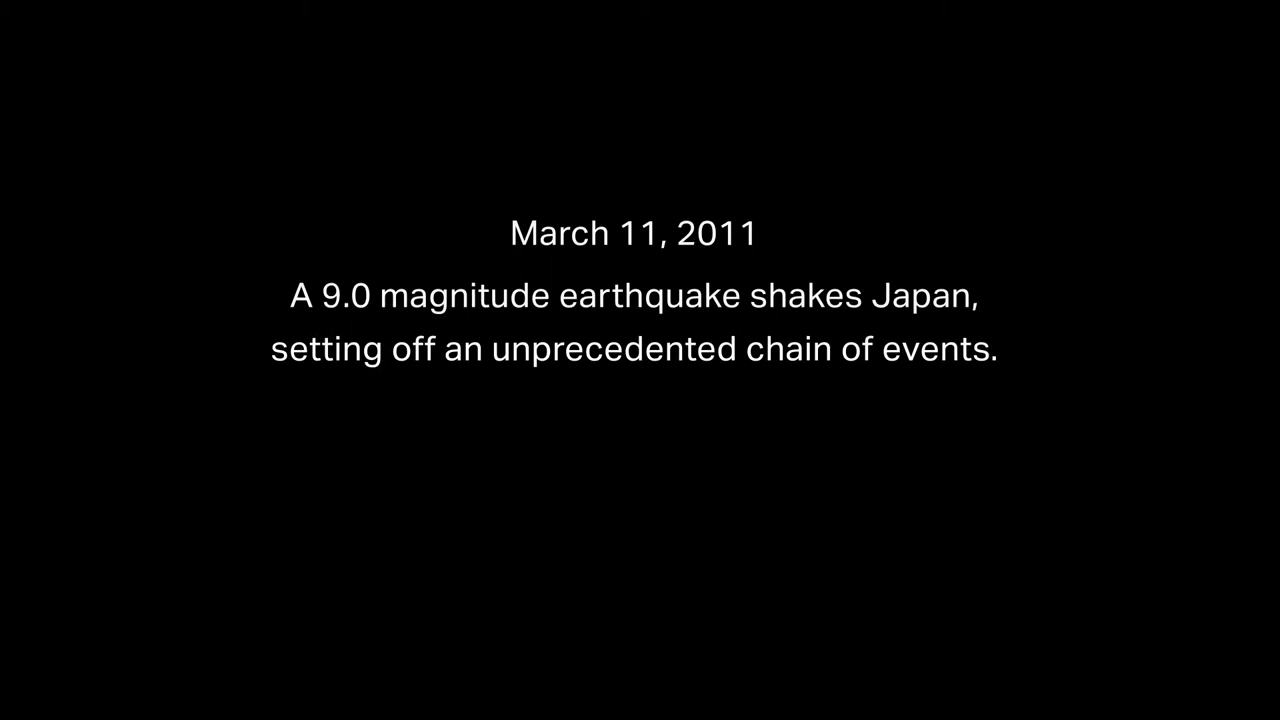 March 11, 2011
A 9.0 magnitude earthquake shakes Japan,
setting off an unprecedented chain of events.